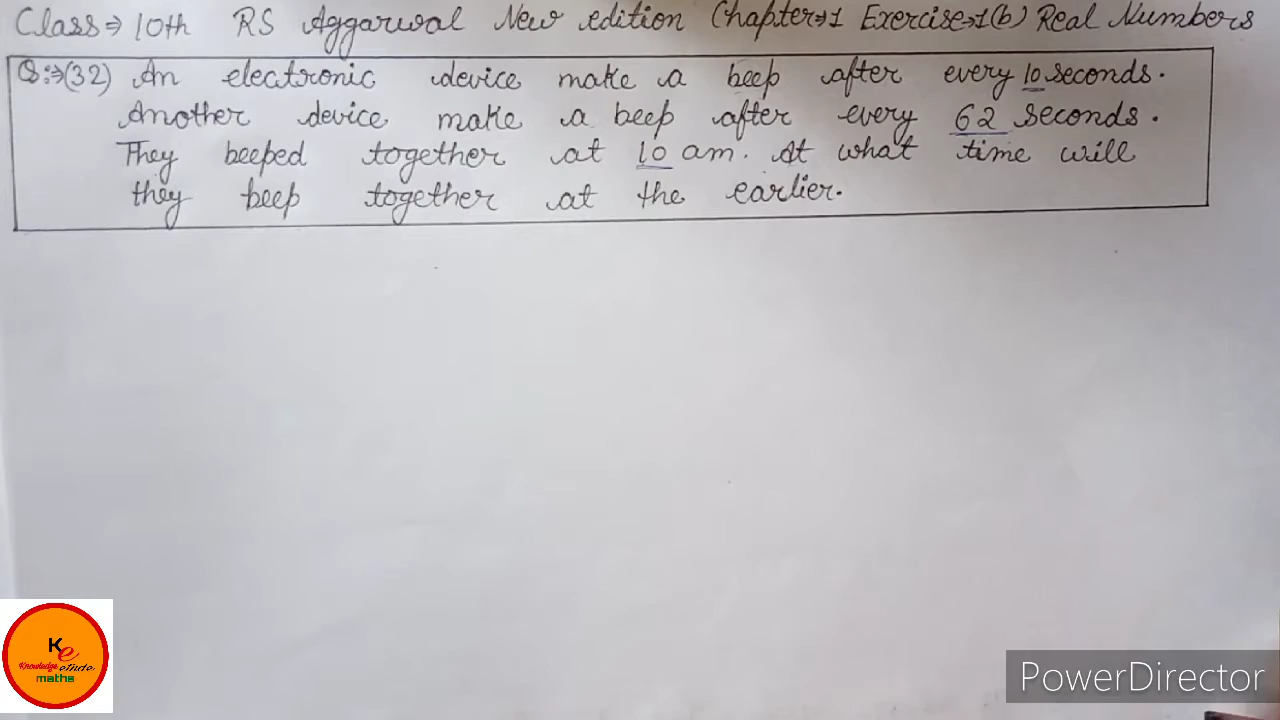 Class⇒ 10th RS Aggarwal New edition Chapter⇒1 Exercise⇒1(b) Real Numbers
Q:⇒(32) An electronic device make a beep after every 10 seconds.
Another device make a beep after every 62 seconds.
They beeped together at 10 am. At what time will
they beep together at the earlier.
Ke
Knowledge etude
maths
PowerDirector